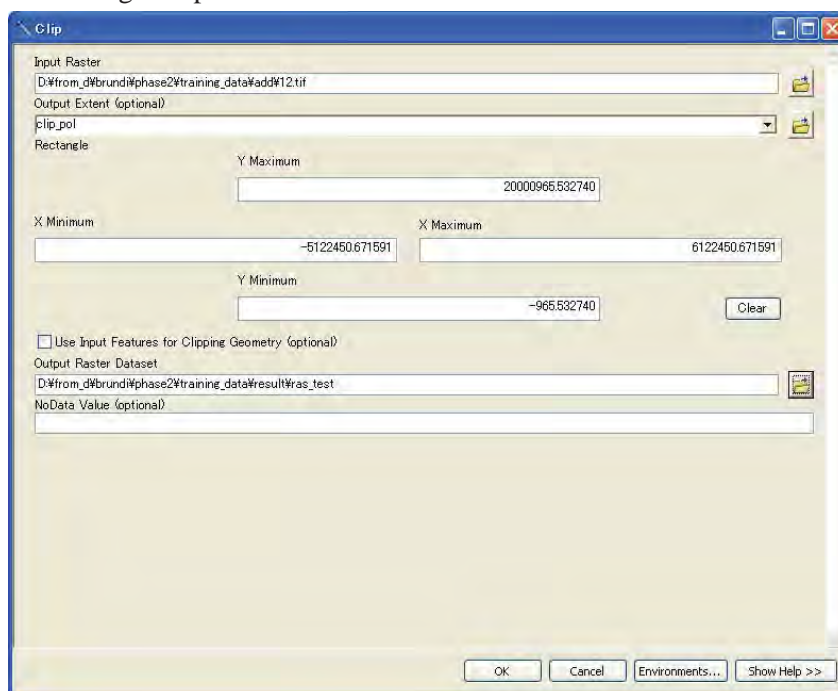 Clip
Input Raster
D:¥from_d¥brundi¥phase2¥training_data¥add¥12.tif
Output Extent (optional)
clip_pol
Rectangle
Y Maximum
20000965.532740
X Minimum
X Maximum
-5122450.671591
6122450.671591
Y Minimum
-965.532740
Clear
Use Input Features for Clipping Geometry (optional)
Output Raster Dataset
D:¥from_d¥brundi¥phase2¥training_data¥result¥ras_test
NoData Value (optional)
OK
Cancel
Environments...
Show Help >>